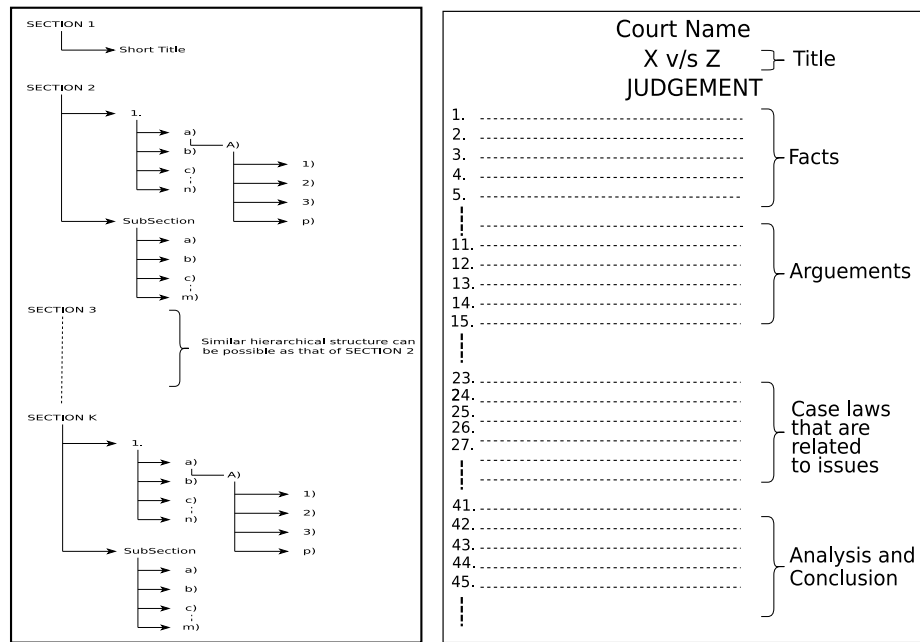 SECTION 1
Short Title
SECTION 2
1.
a)
b)
A)
c)
n)
1)
2)
3)
p)
SubSection
a)
b)
c)
m)
SECTION 3
Similar hierarchical structure can
be possible as that of SECTION 2
SECTION K
1.
a)
b)
A)
c)
n)
1)
2)
3)
p)
SubSection
a)
b)
c)
m)
Court Name
X v/s Z
Title
JUDGEMENT
1.
2.
3.
4.
5.
Facts
11.
12.
13.
14.
15.
Arguements
23.
24.
25.
26.
27.
Case laws
that are
related
to issues
41.
42.
43.
44.
45.
Analysis and
Conclusion